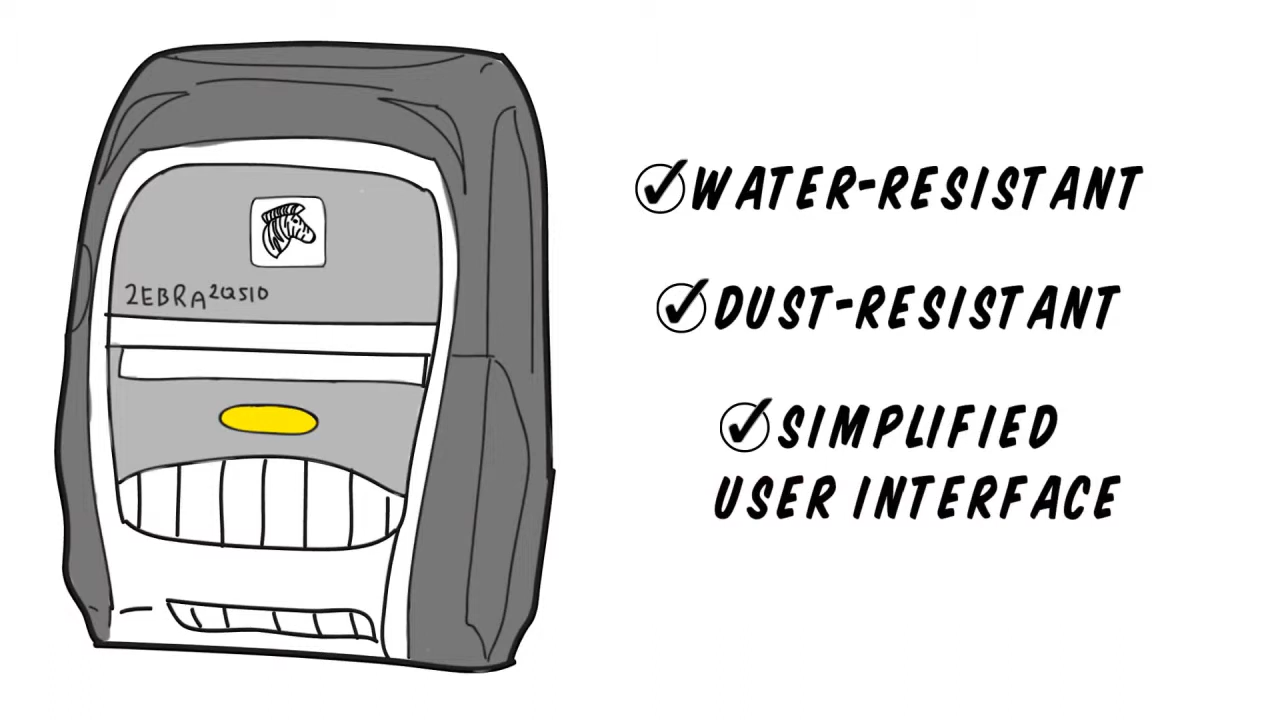 ZEBRA ZQ510
WATER-RESISTANT
DUST-RESISTANT
SIMPLIFIED
USER INTERFACE